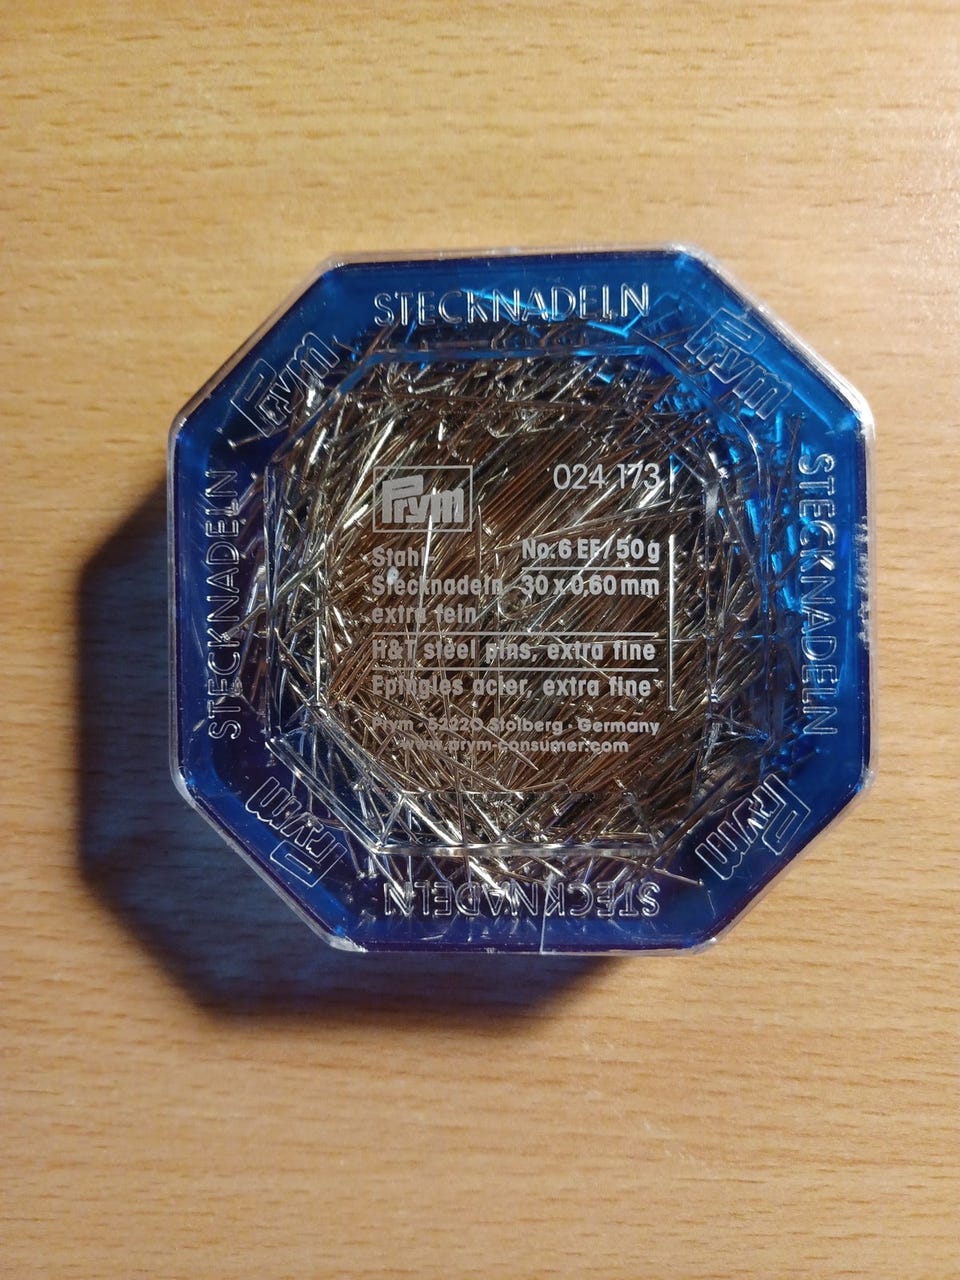 STECKNADELN
Prym
Prym
STECKNADELN
STECKNADELN
Prym
024 173
Stahl
No. 6 EF/50g
Stecknadeln
30 x 0,60 mm
extra fein
H&T steel pins, extra fine
Epingles acier, extra fine
Prym · 52220 Stolberg · Germany
www.prym-consumer.com
Prym
Prym
STECKNADELN